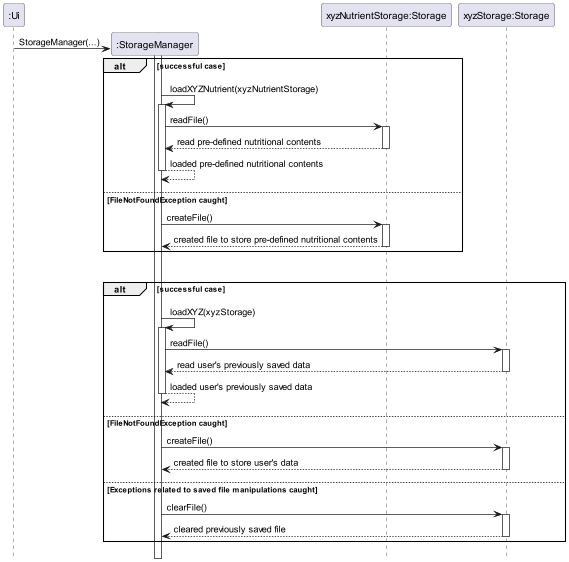 :Ui
xyzNutrientStorage:Storage
xyzStorage:Storage
StorageManager(...)
:StorageManager
alt
[successful case]
loadXYZNutrient(xyzNutrientStorage)
readFile()
read pre-defined nutritional contents
loaded pre-defined nutritional contents
[FileNotFoundException caught]
createFile()
created file to store pre-defined nutritional contents
alt
[successful case]
loadXYZ(xyzStorage)
readFile()
read user's previously saved data
loaded user's previously saved data
[FileNotFoundException caught]
createFile()
created file to store user's data
[Exceptions related to saved file manipulations caught]
clearFile()
cleared previously saved file